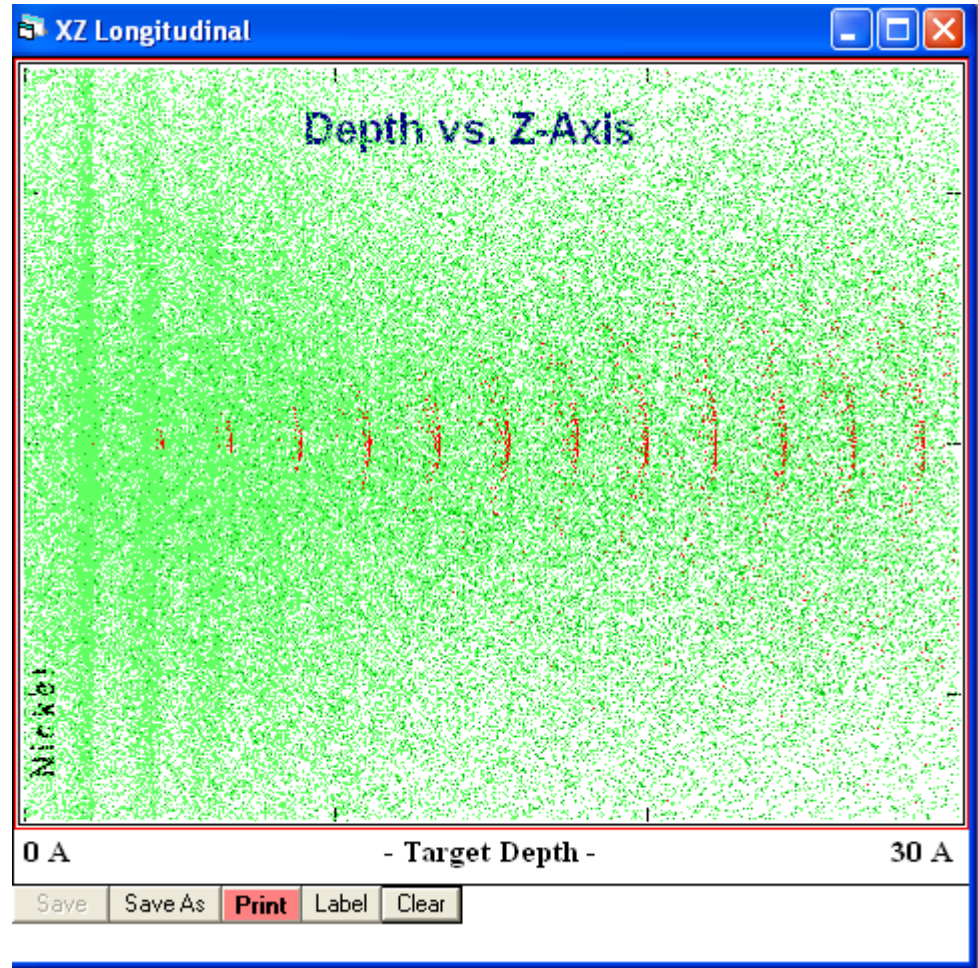 XZ Longitudinal
Depth vs. Z-Axis
Nickel
0 A - Target Depth - 30 A
Save Save As Print Label Clear